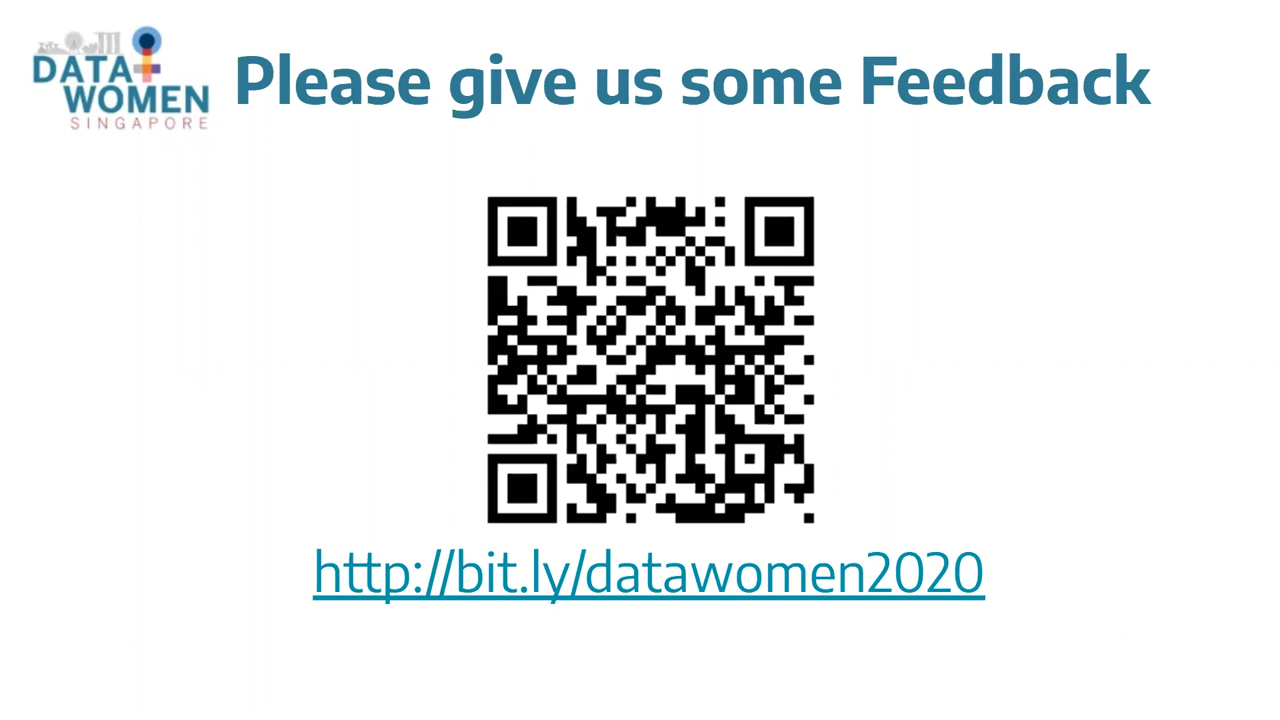 DATA
WOMEN
SINGAPORE
Please give us some Feedback
http://bit.ly/datawomen2020